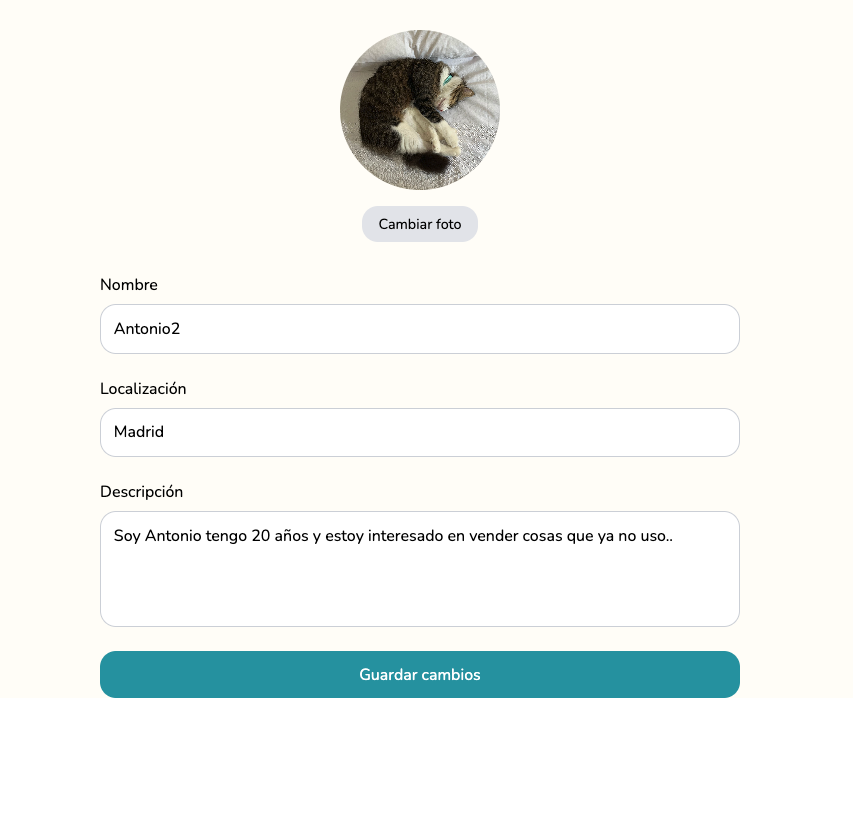 Cambiar foto
Nombre
Antonio2
Localización
Madrid
Descripción
Soy Antonio tengo 20 años y estoy interesado en vender cosas que ya no uso..
Guardar cambios